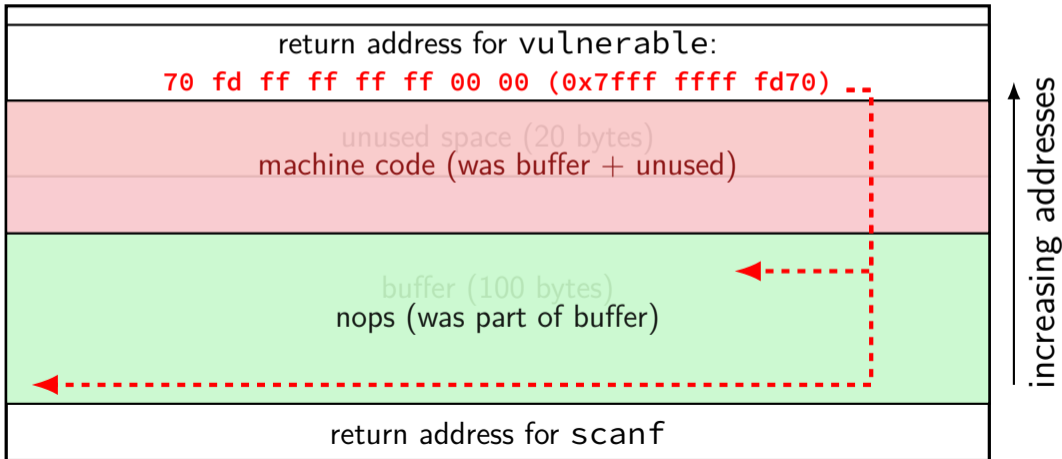 return address for vulnerable:
70 fd ff ff ff ff 00 00 (0x7fff ffff fd70)
unused space (20 bytes)
machine code (was buffer + unused)
buffer (100 bytes)
nops (was part of buffer)
return address for scanf
increasing addresses